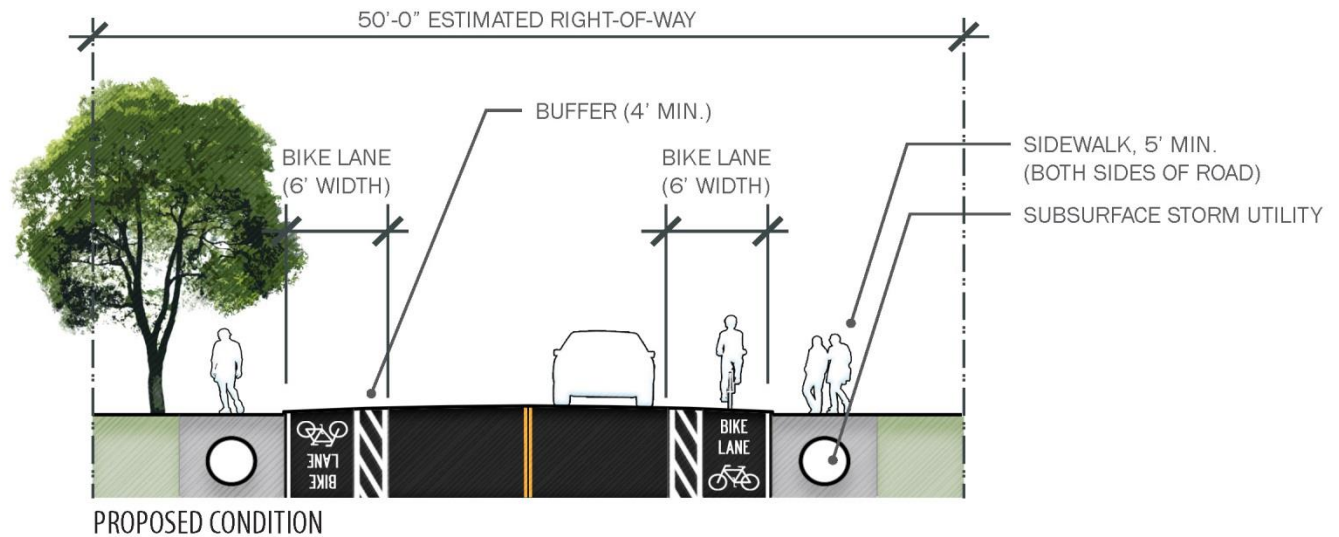 50'-0” ESTIMATED RIGHT-OF-WAY
BUFFER (4' MIN.)
BIKE LANE
(6' WIDTH)
BIKE LANE
(6' WIDTH)
SIDEWALK, 5' MIN.
(BOTH SIDES OF ROAD)
SUBSURFACE STORM UTILITY
BIKE
LANE
BIKE
LANE
PROPOSED CONDITION